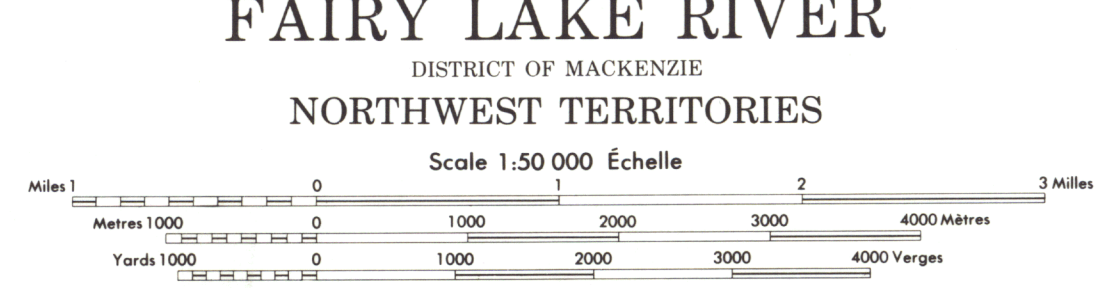 FAIRY LAKE RIVER
DISTRICT OF MACKENZIE
NORTHWEST TERRITORIES
Scale 1:50 000 Échelle
Miles 1 0 1 2 3 Milles
Metres 1000 0 1000 2000 3000 4000 Mètres
Yards 1000 0 1000 2000 3000 4000 Verges